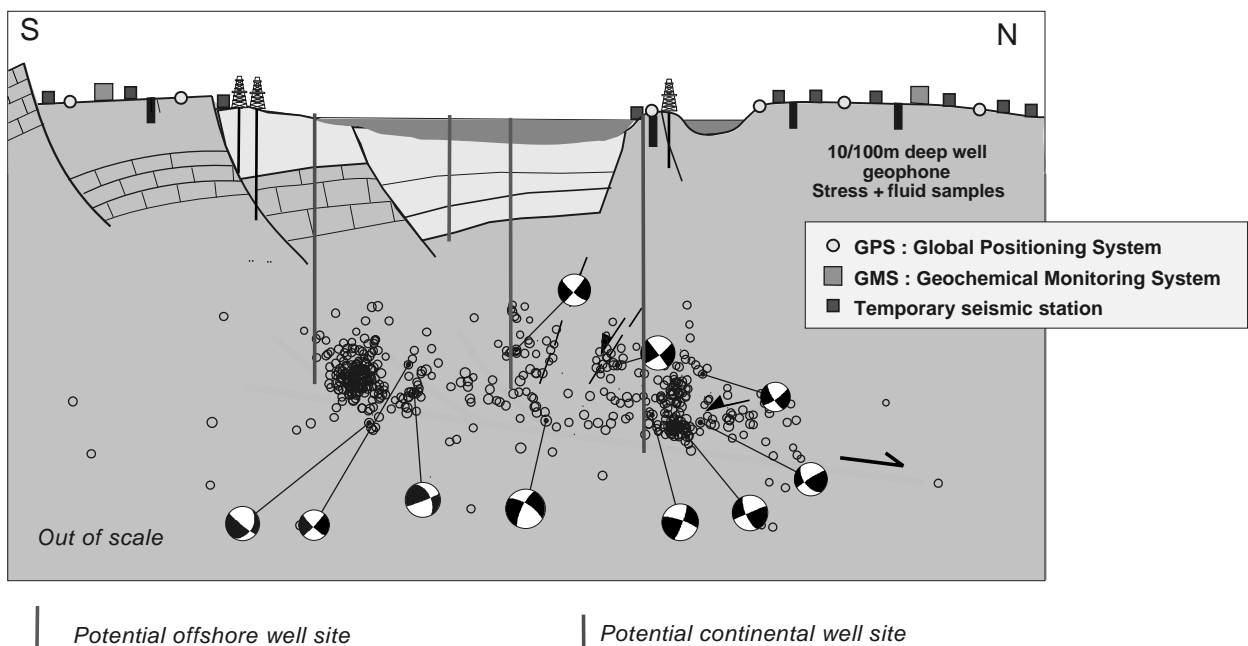 S
N
10/100m deep well
geophone
Stress + fluid samples
GPS : Global Positioning System
GMS : Geochemical Monitoring System
Temporary seismic station
Out of scale
Potential offshore well site
Potential continental well site